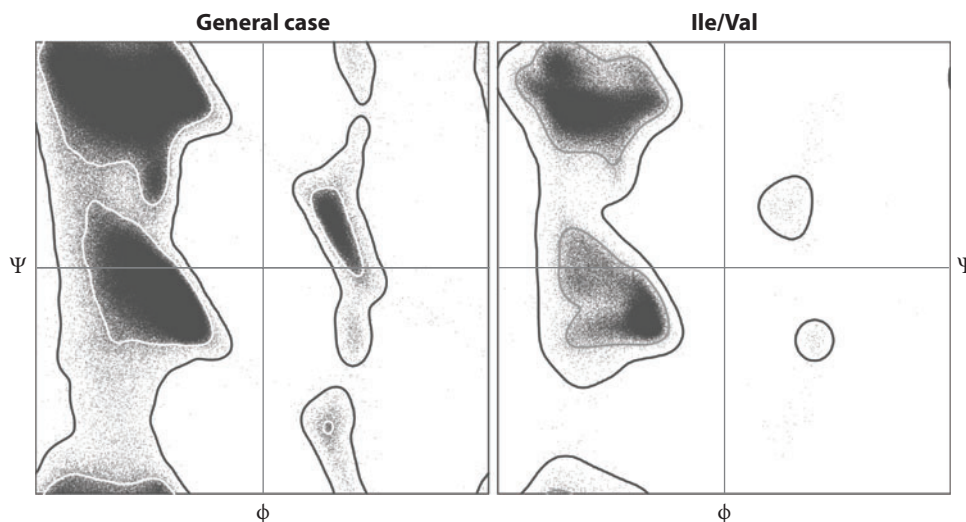 General case
Ile/Val
Ψ
Ψ
ϕ
ϕ